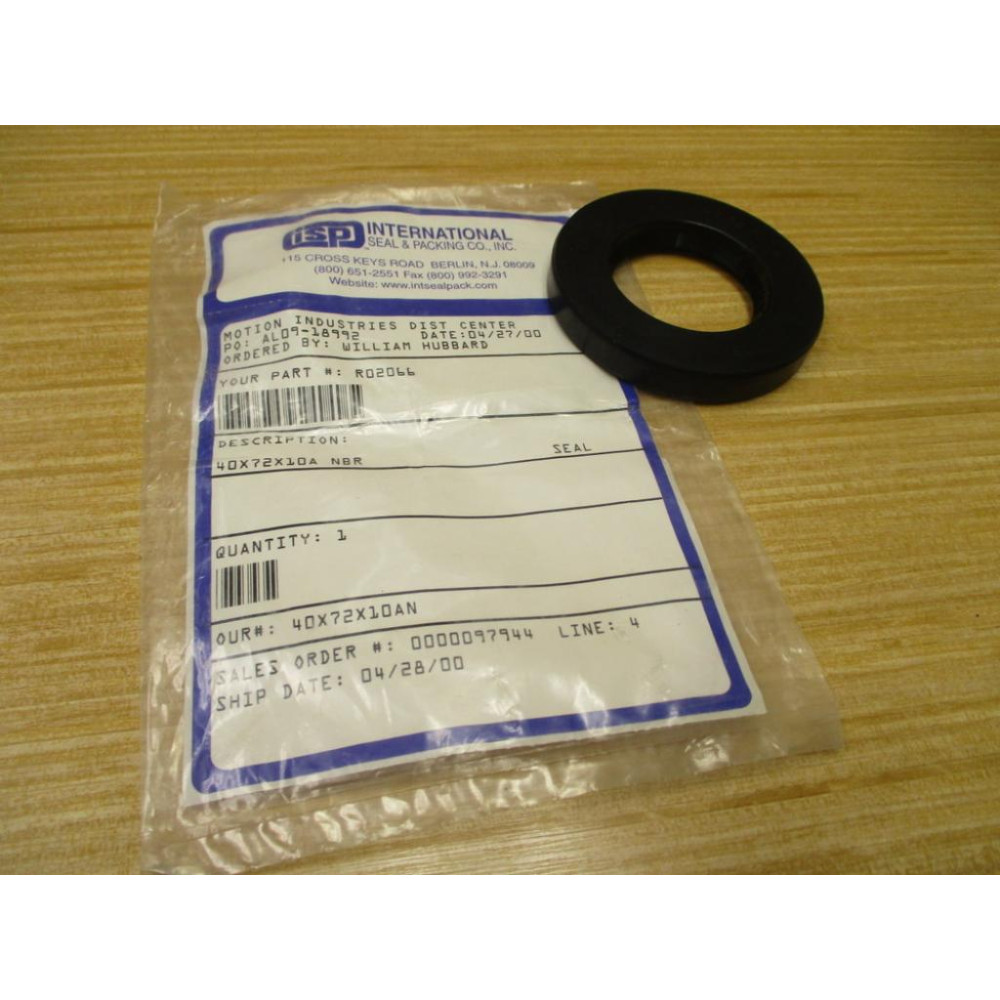 isp INTERNATIONAL
SEAL & PACKING CO., INC.
115 CROSS KEYS ROAD BERLIN, N.J. 08009
(800) 651-2551 Fax (800) 992-3291
Website: www.intsealpack.com
MOTION INDUSTRIES DIST CENTER
PO: AL09-18992 DATE:04/27/00
ORDERED BY: WILLIAM HUBBARD
YOUR PART #: R02066
DESCRIPTION:
40X72X10A NBR SEAL
QUANTITY: 1
OUR#: 40X72X10AN
SALES ORDER #: 0000097944 LINE: 4
SHIP DATE: 04/28/00